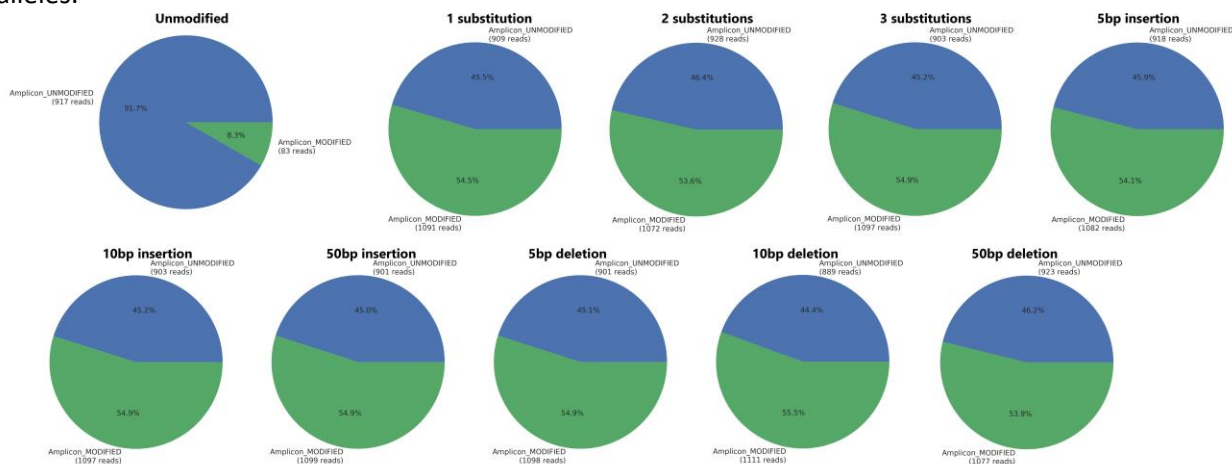 alleles.
Unmodified
Amplicon_UNMODIFIED
(917 reads)
91.7%
8.3%
Amplicon_MODIFIED
(83 reads)
1 substitution
Amplicon_UNMODIFIED
(909 reads)
45.5%
54.5%
Amplicon_MODIFIED
(1091 reads)
2 substitutions
Amplicon_UNMODIFIED
(928 reads)
46.4%
53.6%
Amplicon_MODIFIED
(1072 reads)
3 substitutions
Amplicon_UNMODIFIED
(903 reads)
45.2%
54.9%
Amplicon_MODIFIED
(1097 reads)
5bp insertion
Amplicon_UNMODIFIED
(918 reads)
45.9%
54.1%
Amplicon_MODIFIED
(1082 reads)
10bp insertion
Amplicon_UNMODIFIED
(903 reads)
45.2%
54.9%
Amplicon_MODIFIED
(1097 reads)
50bp insertion
Amplicon_UNMODIFIED
(901 reads)
45.0%
54.9%
Amplicon_MODIFIED
(1099 reads)
5bp deletion
Amplicon_UNMODIFIED
(901 reads)
45.1%
54.9%
Amplicon_MODIFIED
(1098 reads)
10bp deletion
Amplicon_UNMODIFIED
(889 reads)
44.4%
55.5%
Amplicon_MODIFIED
(1111 reads)
50bp deletion
Amplicon_UNMODIFIED
(923 reads)
46.2%
53.9%
Amplicon_MODIFIED
(1077 reads)